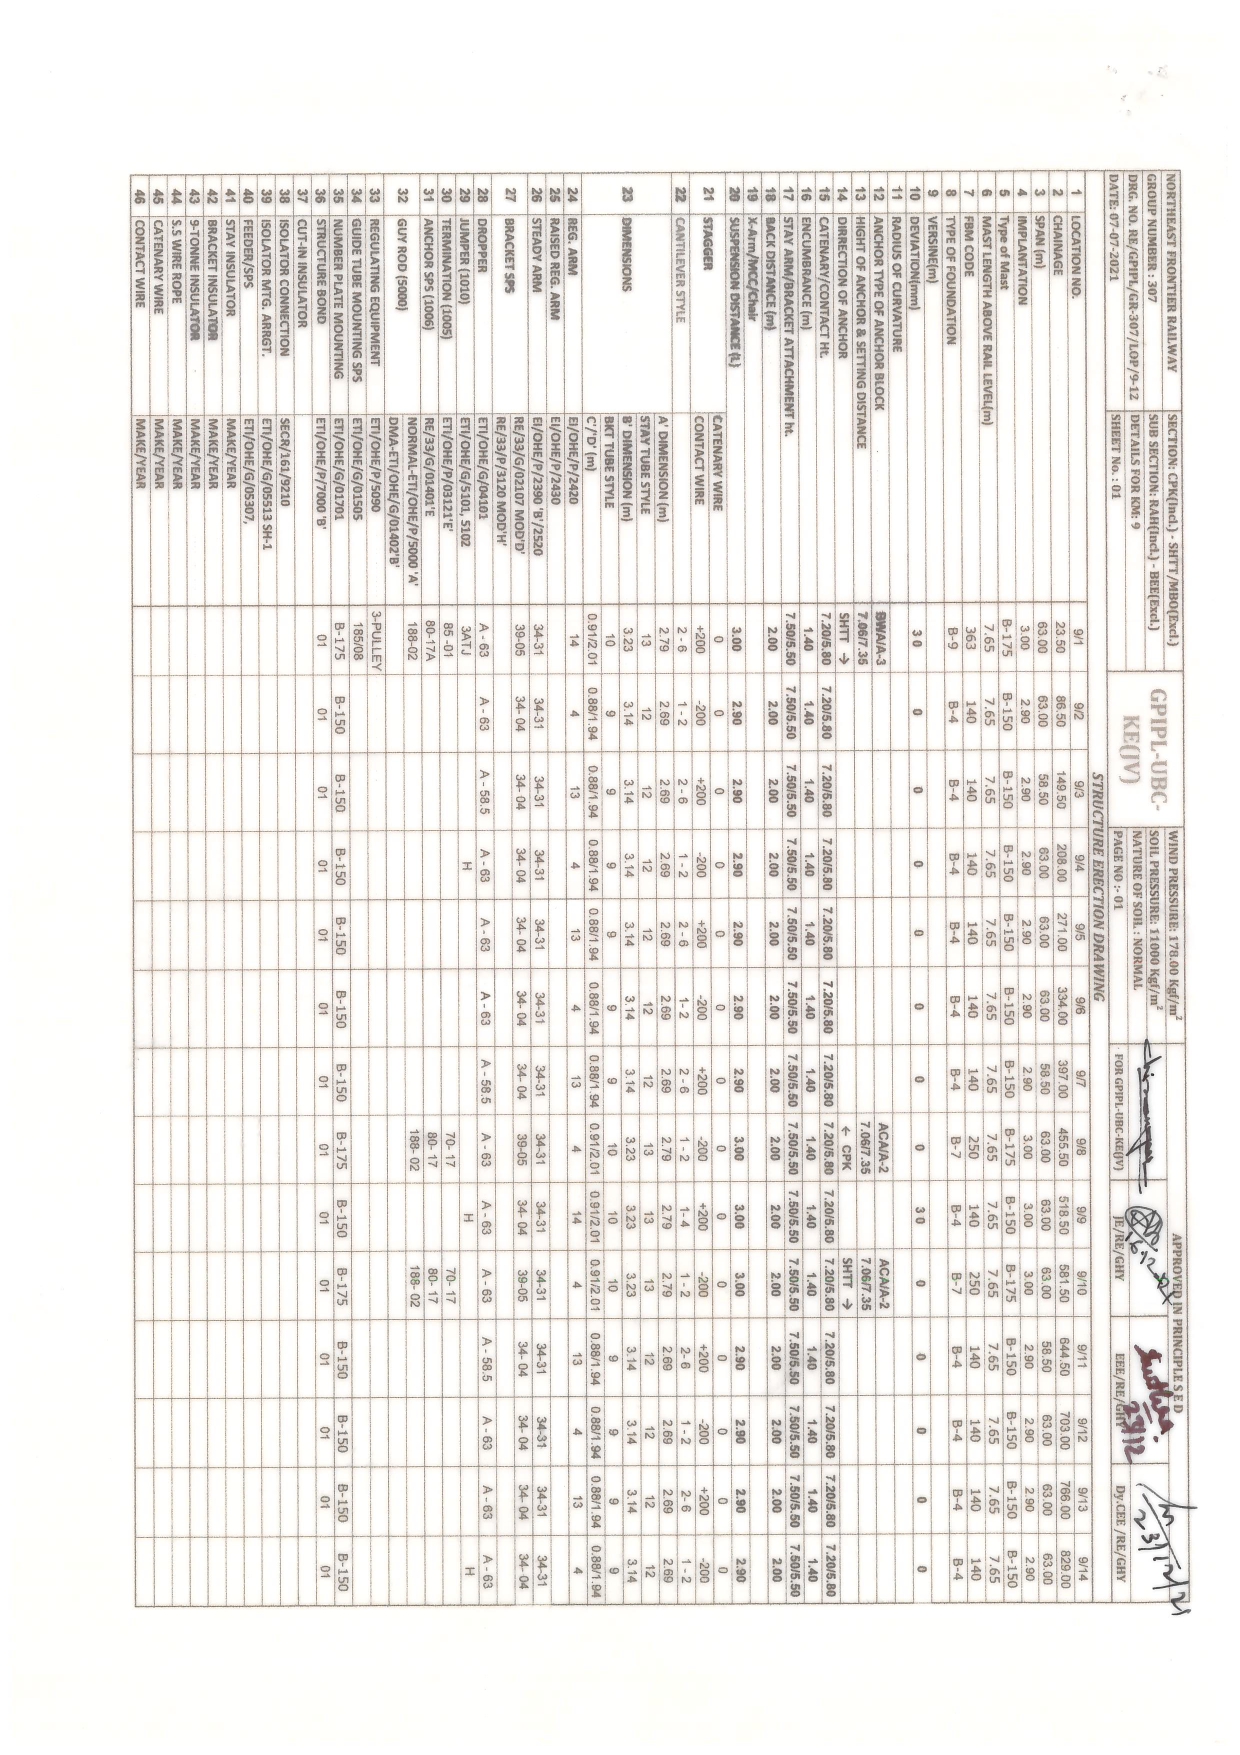 NORTHEAST FRONTIER RAILWAY SECTION: CPK(Incl.) - SHTT/MBO(Excl.) GPIPL-UBC- WIND PRESSURE: 178.00 Kgf/m² APPROVED IN PRINCIPLE S E D
GROUP NUMBER : 307 SUB SECTION: RAH(Incl.) - BEE(Excl.) KE(JV) SOIL PRESSURE: 11000 Kgf/m²
DRG. NO. RE/GPIPL/GR-307/LOP/9-12 DETAILS FOR KM: 9 NATURE OF SOIL : NORMAL
DATE: 07-07-2021 SHEET No. : 01 PAGE NO :- 01 FOR GPIPL-UBC-KE(JV) JE/RE/GHY EEE/RE/GHY Dy.CEE /RE/GHY
23/12 23/12/21
STRUCTURE ERECTION DRAWING
1 LOCATION NO. 9/1 9/2 9/3 9/4 9/5 9/6 9/7 9/8 9/9 9/10 9/11 9/12 9/13 9/14
2 CHAINAGE 23.50 86.50 149.50 208.00 271.00 334.00 397.00 455.50 518.50 581.50 644.50 703.00 766.00 829.00
3 SPAN (m) 63.00 63.00 58.50 63.00 63.00 63.00 58.50 63.00 63.00 63.00 58.50 63.00 63.00 63.00
4 IMPLANTATION 3.00 2.90 2.90 2.90 2.90 2.90 2.90 3.00 3.00 3.00 2.90 2.90 2.90 2.90
5 Type of Mast B-175 B-150 B-150 B-150 B-150 B-150 B-150 B-175 B-150 B-175 B-150 B-150 B-150 B-150
6 MAST LENGTH ABOVE RAIL LEVEL(m) 7.65 7.65 7.65 7.65 7.65 7.65 7.65 7.65 7.65 7.65 7.65 7.65 7.65 7.65
7 FBM CODE 363 140 140 140 140 140 140 250 140 250 140 140 140 140
8 TYPE OF FOUNDATION B-9 B-4 B-4 B-4 B-4 B-4 B-4 B-7 B-4 B-7 B-4 B-4 B-4 B-4
9 VERSINE(m)
10 DEVIATION(mm) 30 0 0 0 0 0 0 0 30 0 0 0 0 0
11 RADIUS OF CURVATURE
12 ANCHOR TYPE OF ANCHOR BLOCK BWA/A-3 ACA/A-2 ACA/A-2
13 HIGHT OF ANCHOR & SETTING DISTANCE 7.06/7.35 7.06/7.35 7.06/7.35
14 DIRRECTION OF ANCHOR SHTT → ← CPK SHTT →
15 CATENARY/CONTACT Ht. 7.20/5.80 7.20/5.80 7.20/5.80 7.20/5.80 7.20/5.80 7.20/5.80 7.20/5.80 7.20/5.80 7.20/5.80 7.20/5.80 7.20/5.80 7.20/5.80 7.20/5.80 7.20/5.80
16 ENCUMBRANCE (m) 1.40 1.40 1.40 1.40 1.40 1.40 1.40 1.40 1.40 1.40 1.40 1.40 1.40 1.40
17 STAY ARM/BRACKET ATTACHMENT ht. 7.50/5.50 7.50/5.50 7.50/5.50 7.50/5.50 7.50/5.50 7.50/5.50 7.50/5.50 7.50/5.50 7.50/5.50 7.50/5.50 7.50/5.50 7.50/5.50 7.50/5.50 7.50/5.50
18 BACK DISTANCE (m) 2.00 2.00 2.00 2.00 2.00 2.00 2.00 2.00 2.00 2.00 2.00 2.00 2.00 2.00
19 X-Arm/MCC/Chair
20 SUSPENSION DISTANCE (L) 3.00 2.90 2.90 2.90 2.90 2.90 2.90 3.00 3.00 3.00 2.90 2.90 2.90 2.90
21 STAGGER CATENARY WIRE 0 0 0 0 0 0 0 0 0 0 0 0 0 0
CONTACT WIRE +200 -200 +200 -200 +200 -200 +200 -200 +200 -200 +200 -200 +200 -200
22 CANTILEVER STYLE 2 - 6 1 - 2 2 - 6 1 - 2 2 - 6 1 - 2 2 - 6 1 - 2 1 - 4 1 - 2 2 - 6 1 - 2 2 - 6 1 - 2
23 DIMENSIONS A' DIMENSION (m) 2.79 2.69 2.69 2.69 2.69 2.69 2.69 2.79 2.79 2.79 2.69 2.69 2.69 2.69
STAY TUBE STYLE 13 12 12 12 12 12 12 13 13 13 12 12 12 12
B' DIMENSION (m) 3.23 3.14 3.14 3.14 3.14 3.14 3.14 3.23 3.23 3.23 3.14 3.14 3.14 3.14
BKT TUBE STYLE 10 9 9 9 9 9 9 10 10 10 9 9 9 9
C'/'D' (m) 0.91/2.01 0.88/1.94 0.88/1.94 0.88/1.94 0.88/1.94 0.88/1.94 0.88/1.94 0.91/2.01 0.91/2.01 0.91/2.01 0.88/1.94 0.88/1.94 0.88/1.94 0.88/1.94
24 REG. ARM EI/OHE/P/2420 14 4 13 4 13 4 13 4 14 4 13 4 13 4
25 RAISED REG. ARM EI/OHE/P/2430
26 STEADY ARM EI/OHE/P/2390 'B'/2520 34-31 34-31 34-31 34-31 34-31 34-31 34-31 34-31 34-31 34-31 34-31 34-31 34-31 34-31
27 BRACKET SPS RE/33/G/02107 MOD'D' 39-05 34- 04 34- 04 34- 04 34- 04 34- 04 34- 04 39-05 34- 04 39-05 34- 04 34- 04 34- 04 34- 04
RE/33/P/3120 MOD'H'
28 DROPPER ETI/OHE/G/04101 A - 63 A - 63 A - 58.5 A - 63 A - 63 A - 63 A - 58.5 A - 63 A - 63 A - 63 A - 58.5 A - 63 A - 63 A - 63
29 JUMPER (1010) ETI/OHE/G/5101, 5102 3ATJ H H H
30 TERMINATION (1005) ETI/OHE/P/03121'E' 85 -01 70- 17 70- 17
31 ANCHOR SPS (1006) RE/33/G/01401'E 80-17A 80- 17 80- 17
32 GUY ROD (5000) NORMAL-ETI/OHE/P/5000 'A' 188-02 188- 02 188- 02
DMA-ETI/OHE/G/01402'B'
33 REGULATING EQUIPMENT ETI/OHE/P/5090 3-PULLEY
34 GUIDE TUBE MOUNTING SPS ETI/OHE/G/01505 185/08
35 NUMBER PLATE MOUNTING ETI/OHE/G/01701 B-175 B-150 B-150 B-150 B-150 B-150 B-150 B-175 B-150 B-175 B-150 B-150 B-150 B-150
36 STRUCTURE BOND ETI/OHE/P/7000 'B' 01 01 01 01 01 01 01 01 01 01 01 01 01 01
37 CUT-IN INSULATOR
38 ISOLATOR CONNECTION SECR/161/9210
39 ISOLATOR MTG. ARRGT. ETI/OHE/G/05513 SH-1
40 FEEDER/SPS ETI/OHE/G/05307,
41 STAY INSULATOR MAKE/YEAR
42 BRACKET INSULATOR MAKE/YEAR
43 9-TONNE INSULATOR MAKE/YEAR
44 S.S WIRE ROPE MAKE/YEAR
45 CATENARY WIRE MAKE/YEAR
46 CONTACT WIRE MAKE/YEAR